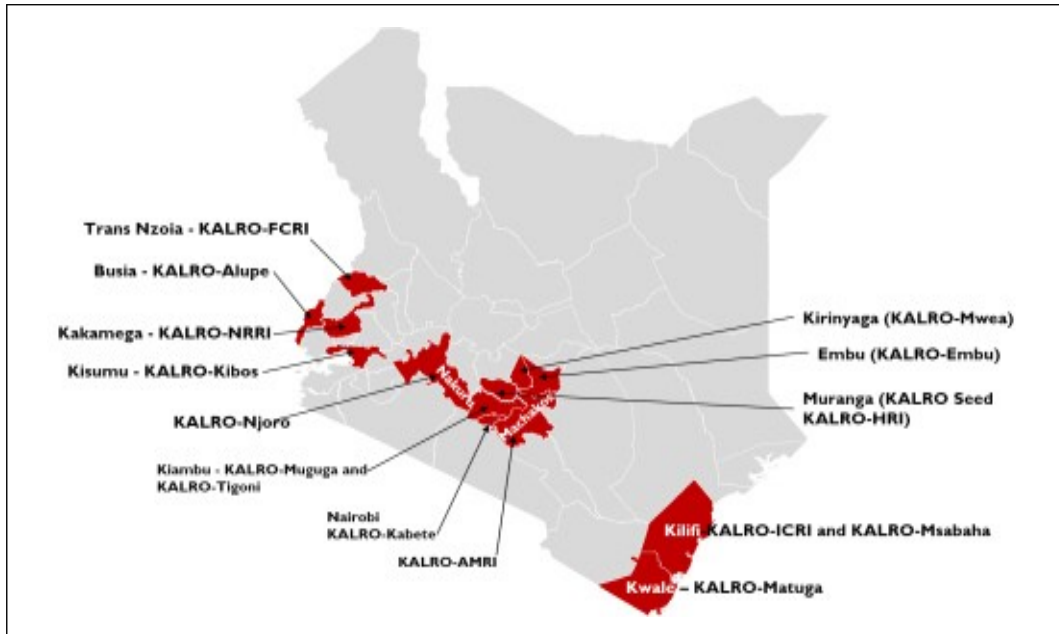 Trans Nzoia - KALRO-FCRI
Busia - KALRO-Alupe
Kakamega - KALRO-NRRI
Kisumu - KALRO-Kibos
KALRO-Njoro
Kiambu - KALRO-Muguga and
KALRO-Tigoni
Nairobi
KALRO-Kabete
KALRO-AMRI
Nakuru
Machakos
Kirinyaga (KALRO-Mwea)
Embu (KALRO-Embu)
Muranga (KALRO Seed
KALRO-HRI)
Kilifi KALRO-ICRI and KALRO-Msabaha
Kwale – KALRO-Matuga